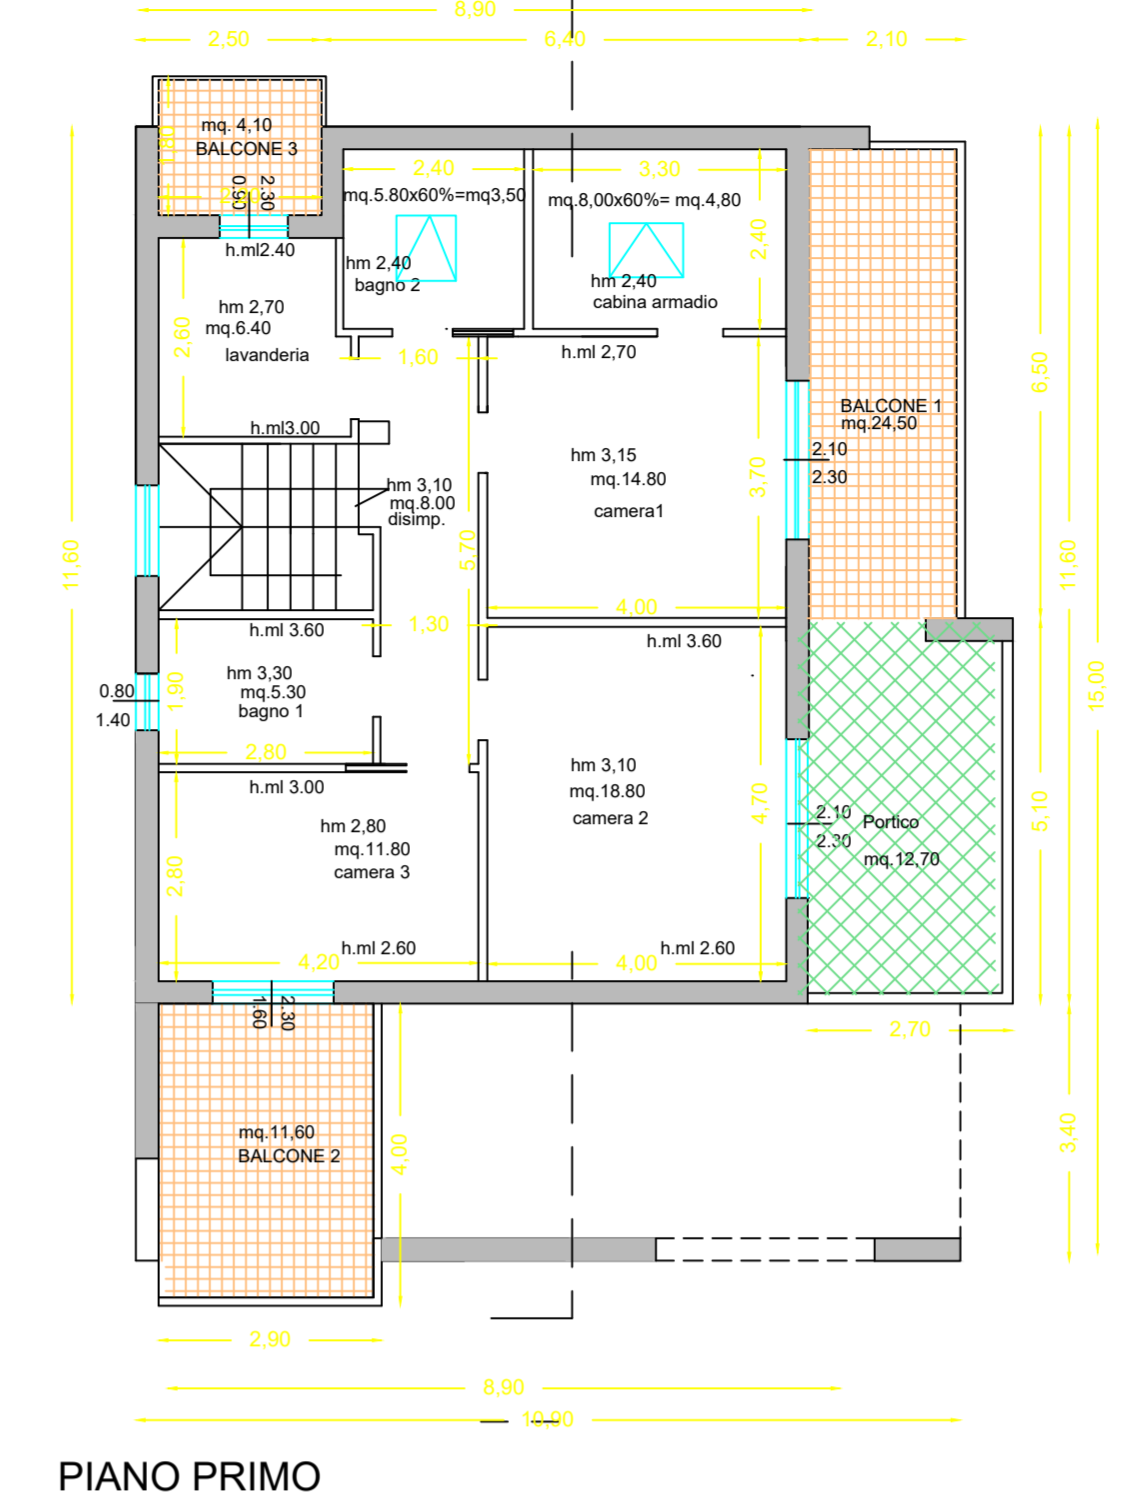 8,90
2,50
6,40
2,10
mq. 4,10
BALCONE 3
1,80
0.90
2.30
h.ml2.40
2,40
mq.5.80x60%=mq3,50
hm 2,40
bagno 2
3,30
mq.8,00x60%= mq.4,80
2,40
hm 2,40
cabina armadio
hm 2,70
mq.6.40
lavanderia
2,60
h.ml3.00
1,60
h.ml 2,70
6,50
BALCONE 1
mq.24,50
2.10
2.30
hm 3,15
mq.14.80
camera1
3,70
4,00
hm 3,10
mq.8.00
disimp.
5,70
11,60
11,60
15,00
h.ml 3.60
1,30
h.ml 3.60
hm 3,30
mq.5.30
bagno 1
1,90
0.80
1.40
2,80
h.ml 3.00
hm 3,10
mq.18.80
camera 2
4,70
2.10
2.30
Portico
mq.12,70
5,10
hm 2,80
mq.11.80
camera 3
2,80
h.ml 2.60
4,20
h.ml 2.60
4,00
1.60
2.30
2,70
mq.11,60
BALCONE 2
4,00
3,40
2,90
8,90
10,90
PIANO PRIMO